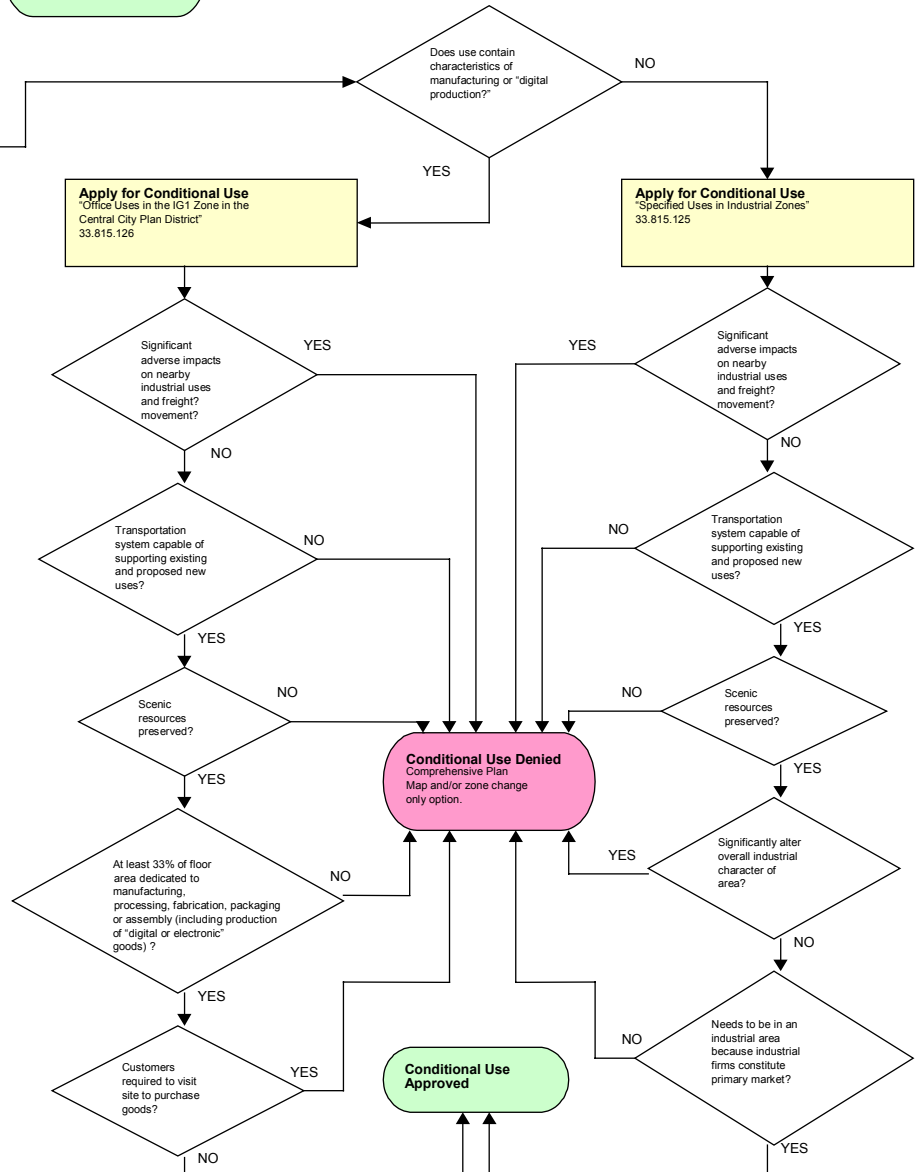 Does use contain
characteristics of
manufacturing or “digital
production?”
NO
YES
Apply for Conditional Use
“Office Uses in the IG1 Zone in the
Central City Plan District”
33.815.126
Apply for Conditional Use
“Specified Uses in Industrial Zones”
33.815.125
Significant
adverse impacts
on nearby
industrial uses
and freight?
movement?
YES
NO
YES
Significant
adverse impacts
on nearby
industrial uses
and freight?
movement?
NO
Transportation
system capable of
supporting existing
and proposed new
uses?
NO
YES
NO
Transportation
system capable of
supporting existing
and proposed new
uses?
YES
Scenic
resources
preserved?
NO
YES
NO
Scenic
resources
preserved?
YES
Conditional Use Denied
Comprehensive Plan
Map and/or zone change
only option.
At least 33% of floor
area dedicated to
manufacturing,
processing, fabrication, packaging
or assembly (including production
of “digital or electronic”
goods) ?
NO
YES
YES
Significantly alter
overall industrial
character of
area?
NO
Customers
required to visit
site to purchase
goods?
YES
NO
Conditional Use
Approved
NO
Needs to be in an
industrial area
because industrial
firms constitute
primary market?
YES